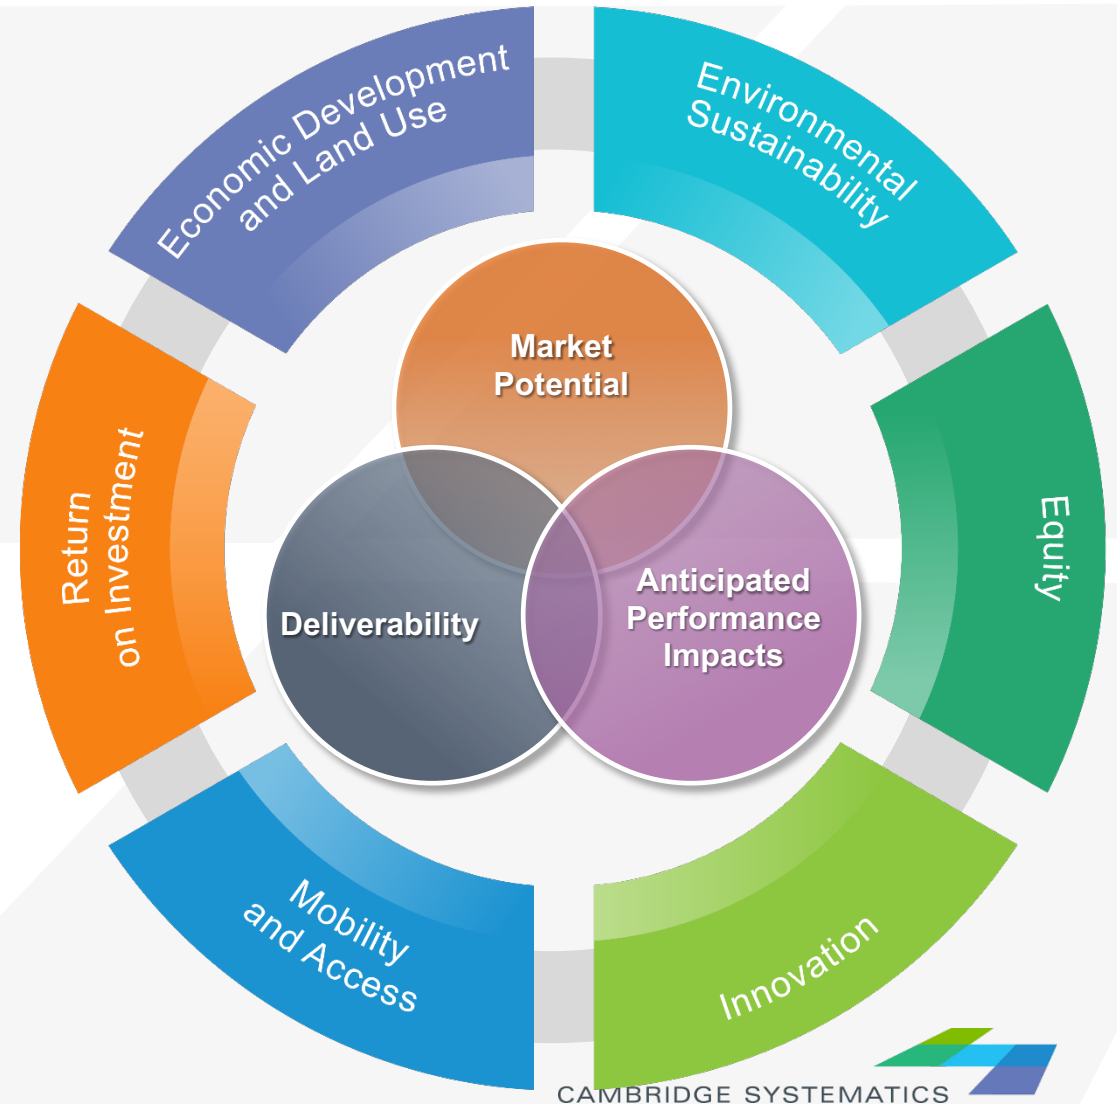 Economic Development
and Land Use
Environmental
Sustainability
Equity
Innovation
Mobility
and Access
Return
on Investment
Market
Potential
Deliverability
Anticipated
Performance
Impacts
CAMBRIDGE SYSTEMATICS